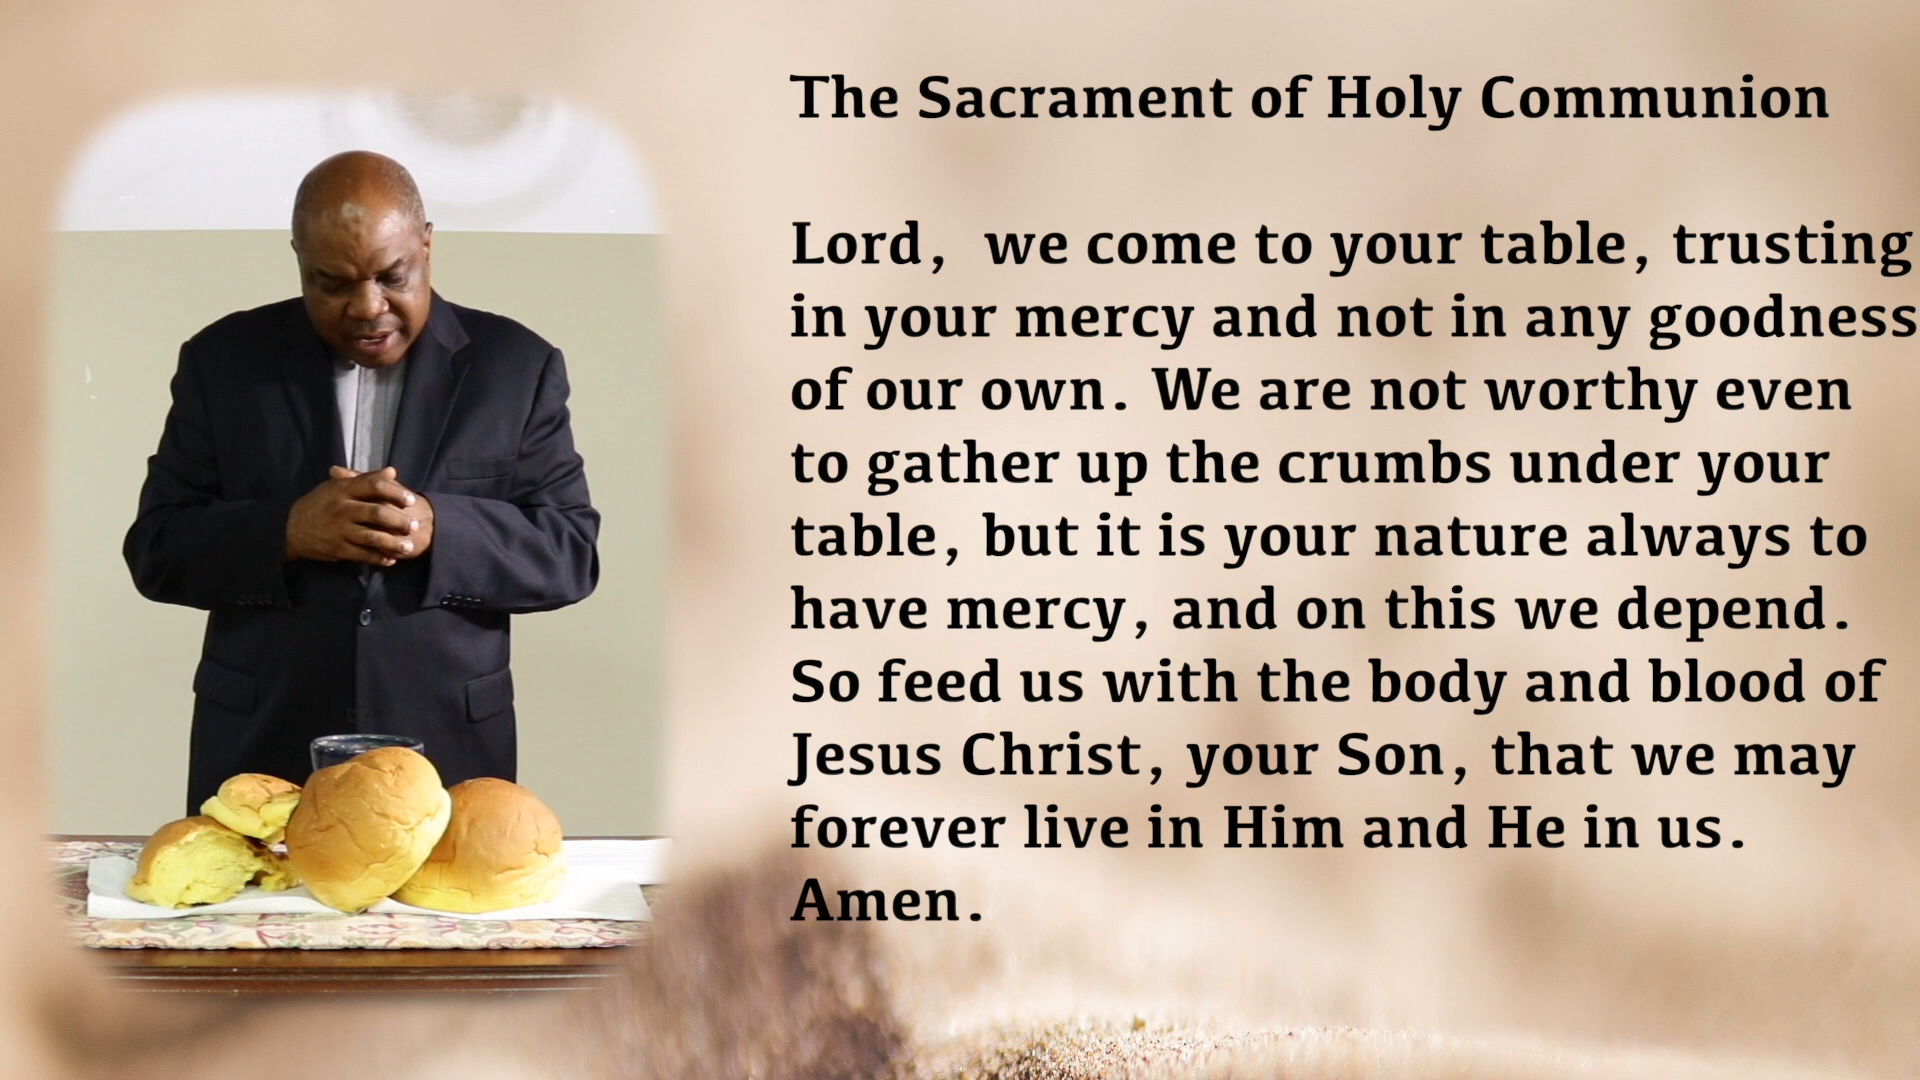 The Sacrament of Holy Communion
Lord,  we come to your table, trusting
in your mercy and not in any goodness
of our own. We are not worthy even
to gather up the crumbs under your
table, but it is your nature always to
have mercy, and on this we depend.
So feed us with the body and blood of
Jesus Christ, your Son, that we may
forever live in Him and He in us.
Amen.